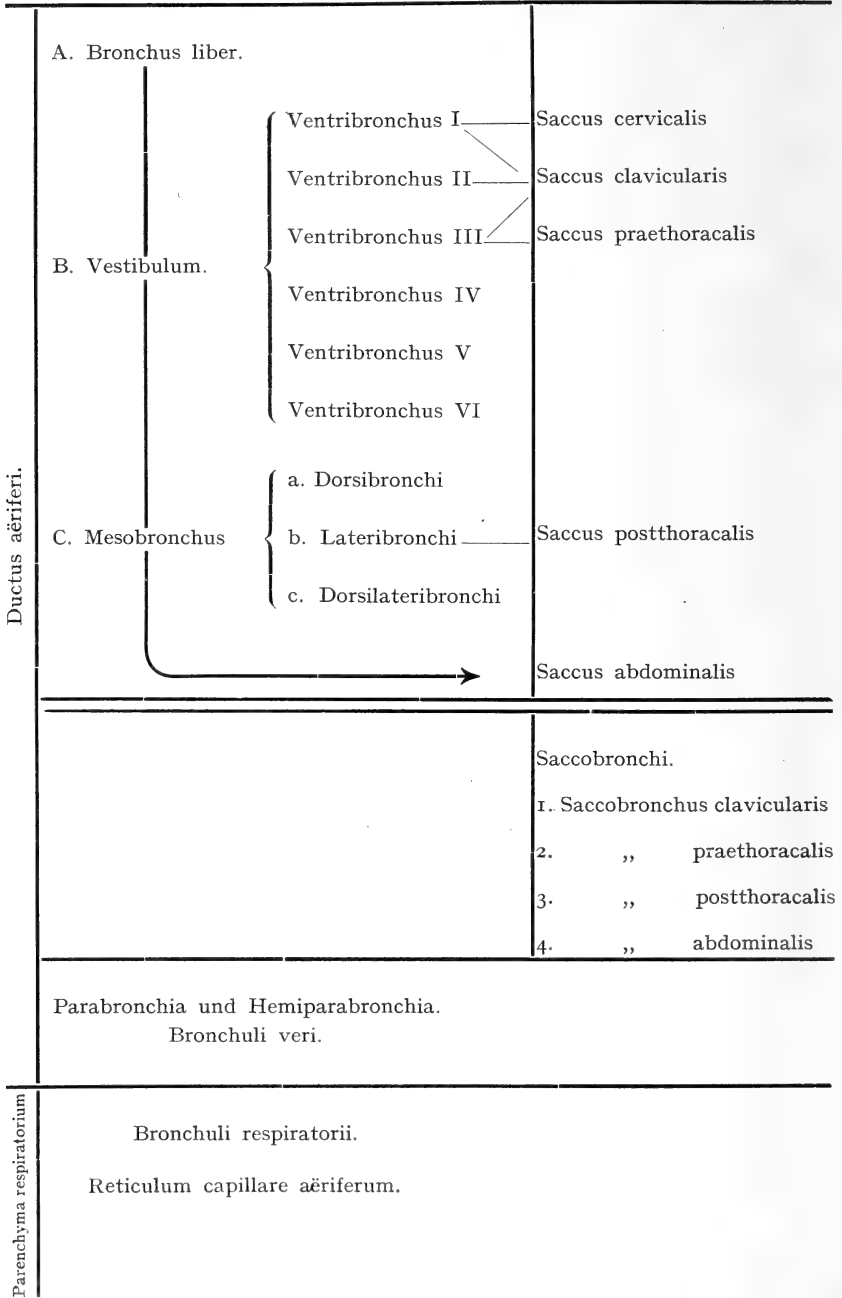 A. Bronchus liber.
Ventribronchus I Saccus cervicalis
Ventribronchus II Saccus clavicularis
Ventribronchus III Saccus praethoracalis
B. Vestibulum.
Ventribronchus IV
Ventribronchus V
Ventribronchus VI
a. Dorsibronchi
C. Mesobronchus b. Lateribronchi Saccus postthoracalis
c. Dorsilateribronchi
Saccus abdominalis
Ductus aëriferi.
Saccobronchi.
1. Saccobronchus clavicularis
2. „ praethoracalis
3. „ postthoracalis
4. „ abdominalis
Parabronchia und Hemiparabronchia.
Bronchuli veri.
Parenchyma respiratorium
Bronchuli respiratorii.
Reticulum capillare aëriferum.